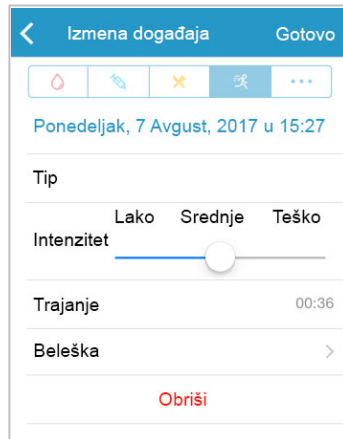 Izmena događaja Gotovo
Ponedeljak, 7 Avgust, 2017 u 15:27
Tip
Lako Srednje Teško
Intenzitet
Trajanje 00:36
Beleška
Obriši